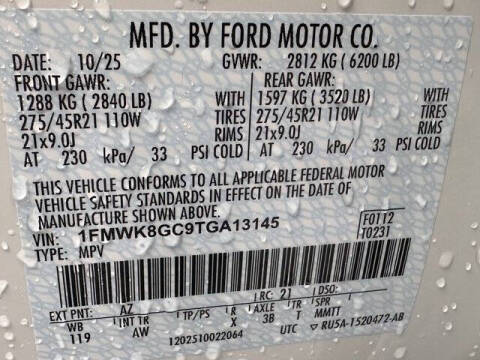 MFD. BY FORD MOTOR CO.
DATE: 10/25 GVWR: 2812 KG ( 6200 LB)
FRONT GAWR: REAR GAWR:
1288 KG ( 2840 LB) WITH 1597 KG ( 3520 LB) WITH
275/45R21 110W TIRES 275/45R21 110W TIRES
21x9.0J RIMS 21x9.0J RIMS
AT 230 kPa/ 33 PSI COLD AT 230 kPa/ 33 PSI COLD
THIS VEHICLE CONFORMS TO ALL APPLICABLE FEDERAL MOTOR
VEHICLE SAFETY STANDARDS IN EFFECT ON THE DATE OF
MANUFACTURE SHOWN ABOVE.
VIN: 1FMWK8GC9TGA13145 F0112
TYPE: MPV T0231
EXT PNT: AZ RC: 21 DSO:
WB INT TR TP/PS R AXLE TR SPR
119 AW X 3B T MMTT
1202510022064 UTC RU5A-1520472-AB